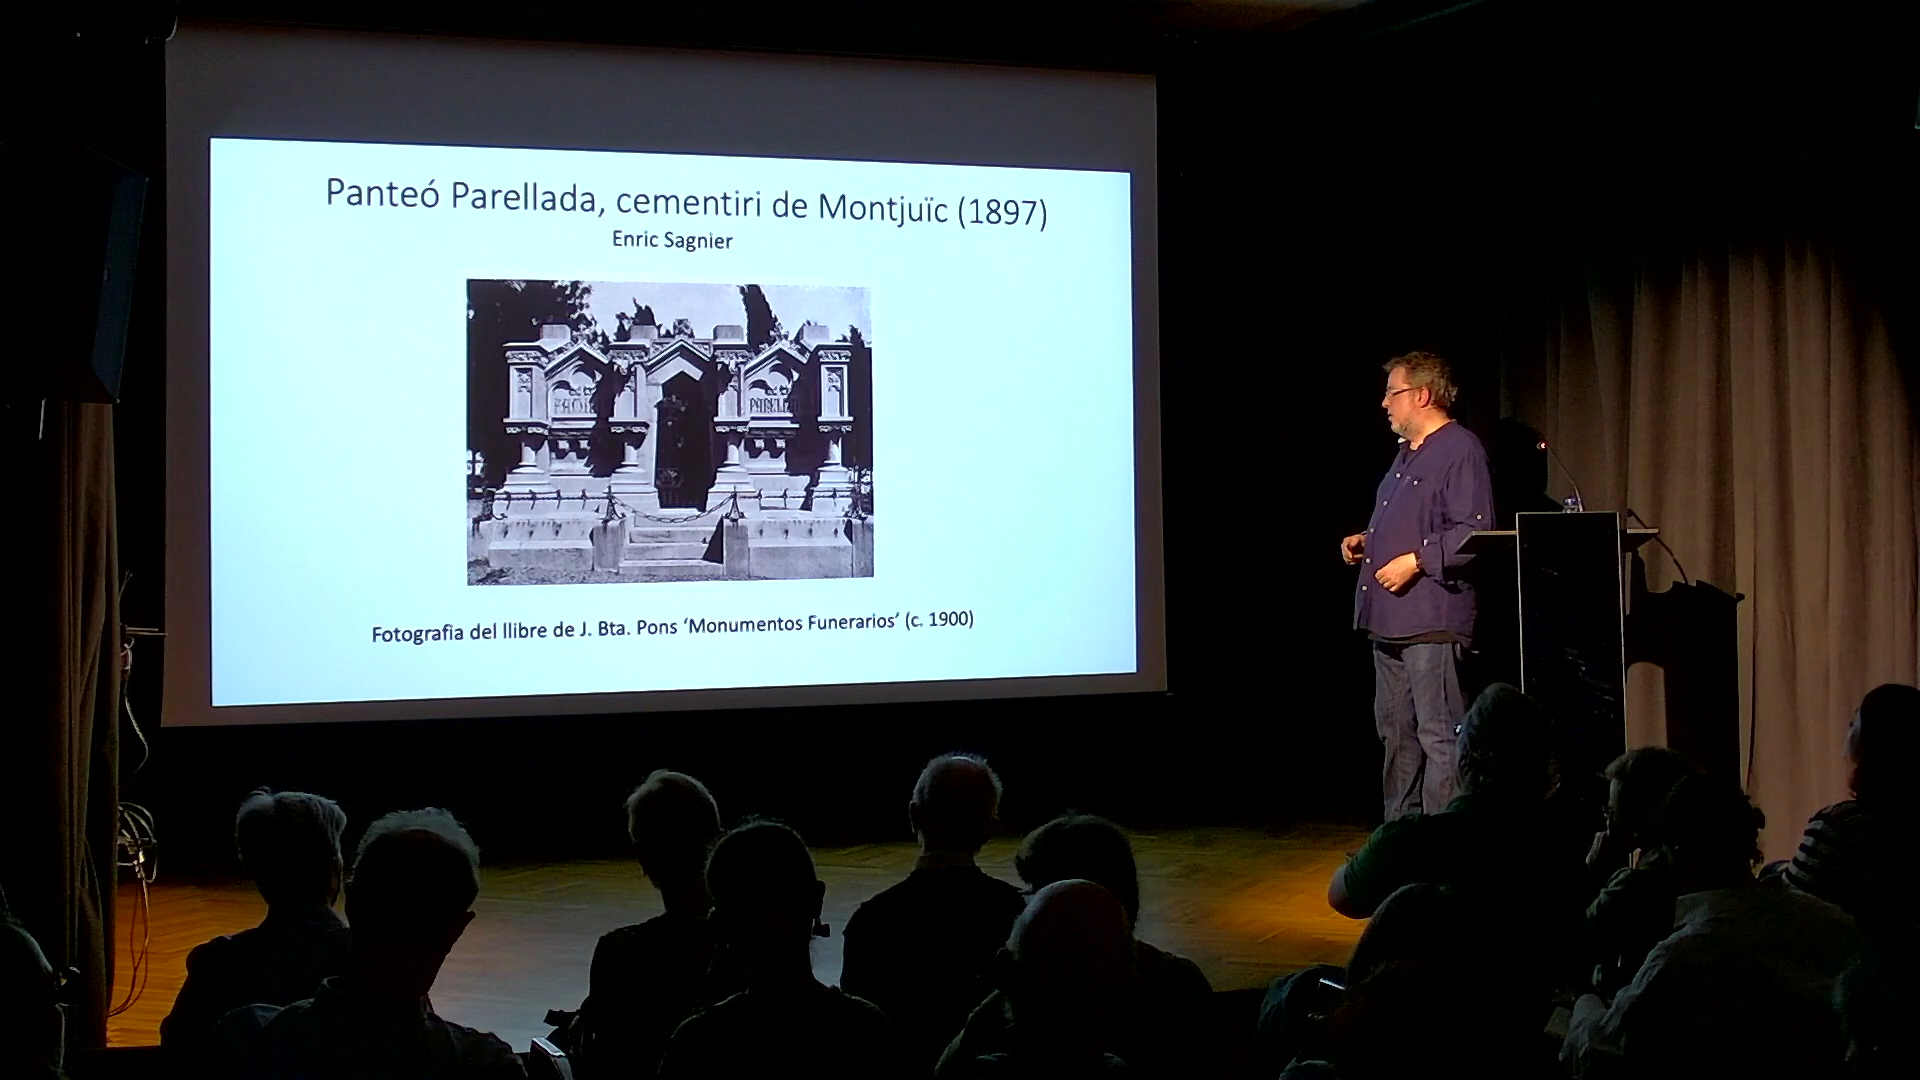 Panteó Parellada, cementiri de Montjuïc (1897)
Enric Sagnier
Fotografia del llibre de J. Bta. Pons ‘Monumentos Funerarios’ (c. 1900)